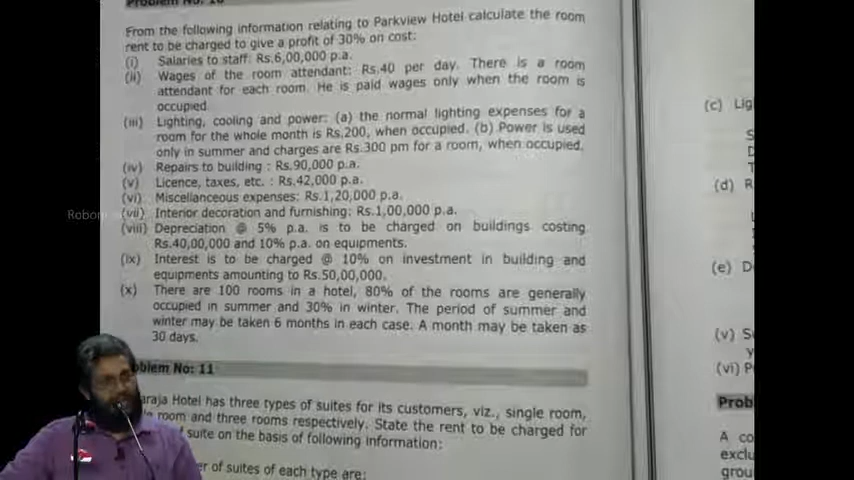 Problem No: 10
From the following information relating to Parkview Hotel calculate the room
rent to be charged to give a profit of 30% on cost:
(i) Salaries to staff: Rs.6,00,000 p.a.
(ii) Wages of the room attendant: Rs.40 per day. There is a room
attendant for each room. He is paid wages only when the room is
occupied.
(iii) Lighting, cooling and power: (a) the normal lighting expenses for a
room for the whole month is Rs.200, when occupied. (b) Power is used
only in summer and charges are Rs.300 pm for a room, when occupied.
(iv) Repairs to building : Rs.90,000 p.a.
(v) Licence, taxes, etc. : Rs.42,000 p.a.
(vi) Miscellaneous expenses: Rs.1,20,000 p.a.
(vii) Interior decoration and furnishing: Rs.1,00,000 p.a.
(viii) Depreciation @ 5% p.a. is to be charged on buildings costing
Rs.40,00,000 and 10% p.a. on equipments.
(ix) Interest is to be charged @ 10% on investment in building and
equipments amounting to Rs.50,00,000.
(x) There are 100 rooms in a hotel, 80% of the rooms are generally
occupied in summer and 30% in winter. The period of summer and
winter may be taken 6 months in each case. A month may be taken as
30 days.
oblem No: 11
araja Hotel has three types of suites for its customers, viz., single room,
room and three rooms respectively. State the rent to be charged for
suite on the basis of following information:
er of suites of each type are:
(c) Lig
(d) R
(e) D
(v) S
(vi) P
Prob
A co
exclu
grou